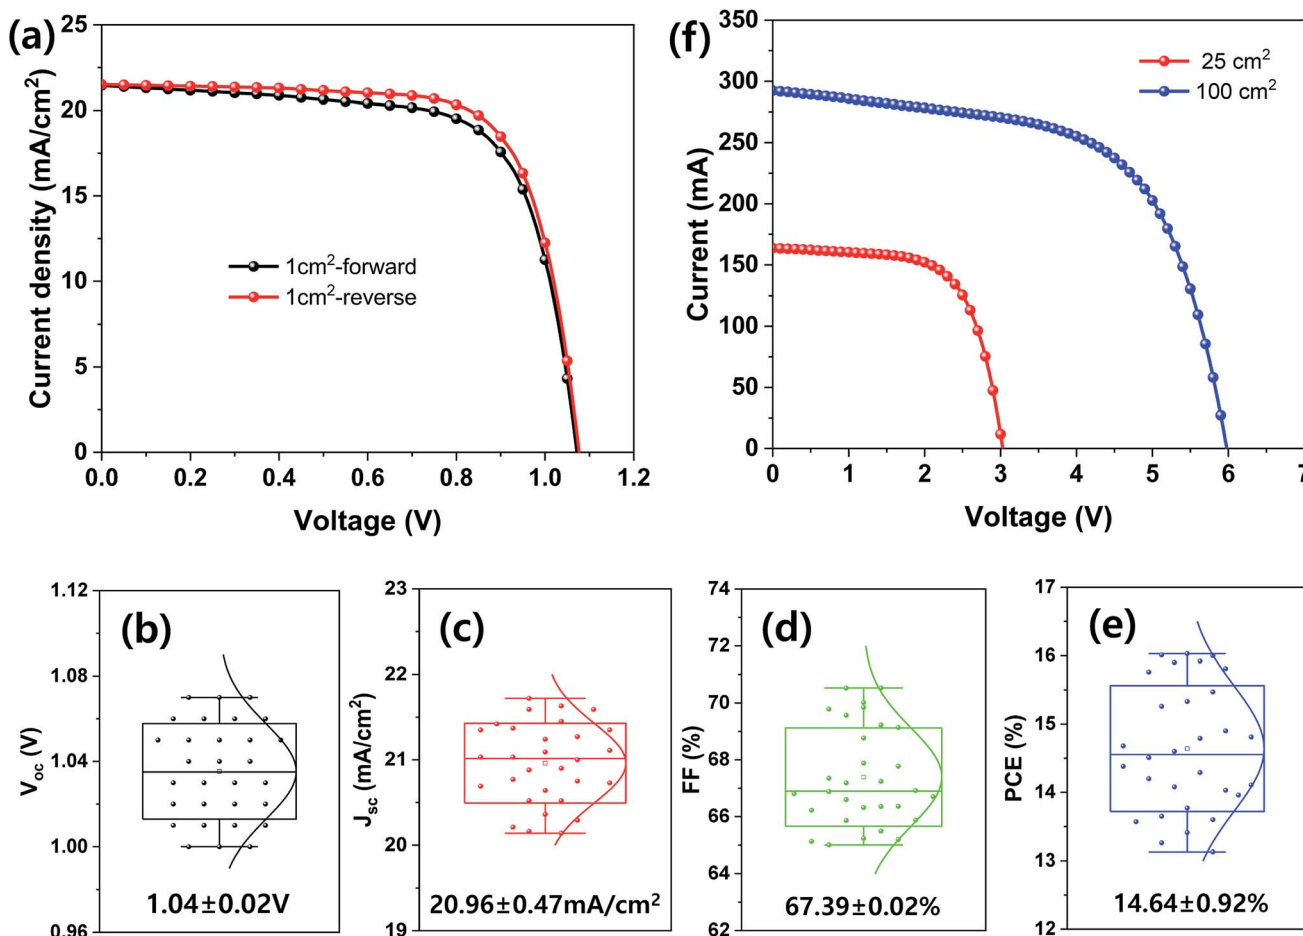 (a)
25
20
15
10
5
0
Current density (mA/cm²)
1cm²-forward
1cm²-reverse
0.0 0.2 0.4 0.6 0.8 1.0 1.2
Voltage (V)
(f)
350
300
250
200
150
100
50
0
Current (mA)
25 cm²
100 cm²
0 1 2 3 4 5 6 7
Voltage (V)
(b)
1.12
1.08
1.04
1.00
0.96
Voc (V)
1.04±0.02V
(c)
23
22
21
20
19
Jsc (mA/cm²)
20.96±0.47mA/cm²
(d)
74
72
70
68
66
64
62
FF (%)
67.39±0.02%
(e)
17
16
15
14
13
12
PCE (%)
14.64±0.92%